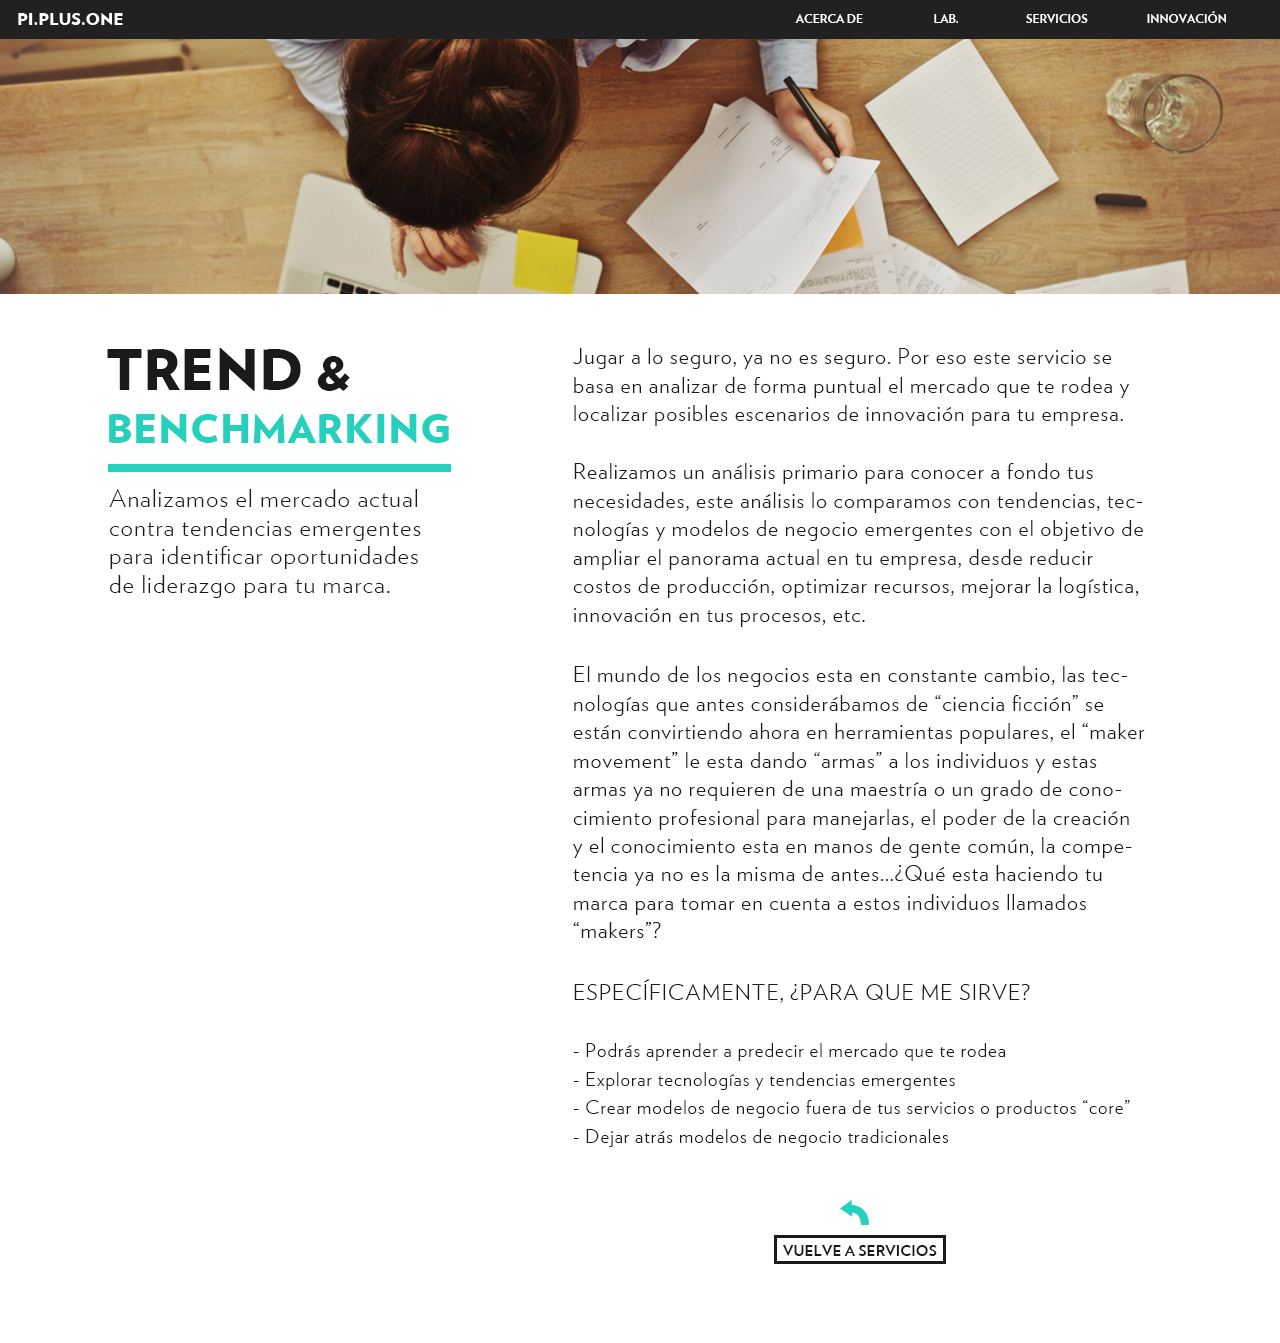 PI.PLUS.ONE
ACERCA DE
LAB.
SERVICIOS
INNOVACIÓN
TREND &
BENCHMARKING
Analizamos el mercado actual
contra tendencias emergentes
para identificar oportunidades
de liderazgo para tu marca.
Jugar a lo seguro, ya no es seguro. Por eso este servicio se
basa en analizar de forma puntual el mercado que te rodea y
localizar posibles escenarios de innovación para tu empresa.
Realizamos un análisis primario para conocer a fondo tus
necesidades, este análisis lo comparamos con tendencias, tec-
nologías y modelos de negocio emergentes con el objetivo de
ampliar el panorama actual en tu empresa, desde reducir
costos de producción, optimizar recursos, mejorar la logística,
innovación en tus procesos, etc.
El mundo de los negocios esta en constante cambio, las tec-
nologías que antes considerábamos de “ciencia ficción” se
están convirtiendo ahora en herramientas populares, el “maker
movement” le esta dando “armas” a los individuos y estas
armas ya no requieren de una maestría o un grado de cono-
cimiento profesional para manejarlas, el poder de la creación
y el conocimiento esta en manos de gente común, la compe-
tencia ya no es la misma de antes...¿Qué esta haciendo tu
marca para tomar en cuenta a estos individuos llamados
“makers”?
ESPECÍFICAMENTE, ¿PARA QUE ME SIRVE?
- Podrás aprender a predecir el mercado que te rodea
- Explorar tecnologías y tendencias emergentes
- Crear modelos de negocio fuera de tus servicios o productos “core”
- Dejar atrás modelos de negocio tradicionales
VUELVE A SERVICIOS